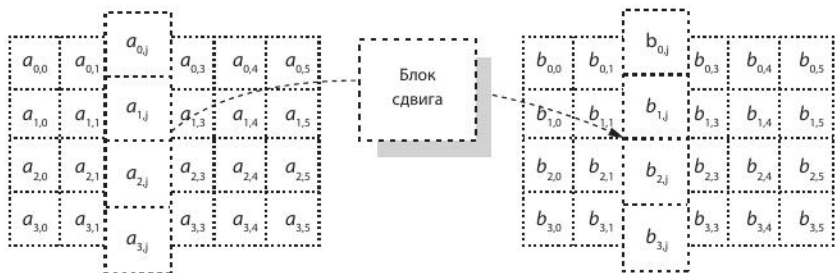 a0,j b0,j
a0,0 a0,1 a0,3 a0,4 a0,5 Блок b0,0 b0,1 b0,3 b0,4 b0,5
a1,j сдвига b1,j
a1,0 a1,1 a1,3 a1,4 a1,5 b1,0 b1,1 b1,3 b1,4 b1,5
a2,0 a2,1 a2,j a2,3 a2,4 a2,5 b2,0 b2,1 b2,j b2,3 b2,4 b2,5
a3,0 a3,1 a3,3 a3,4 a3,5 b3,0 b3,1 b3,3 b3,4 b3,5
a3,j b3,j